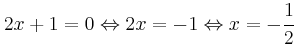 2x + 1 = 0 ⇔ 2x = −1 ⇔ x = −1/2